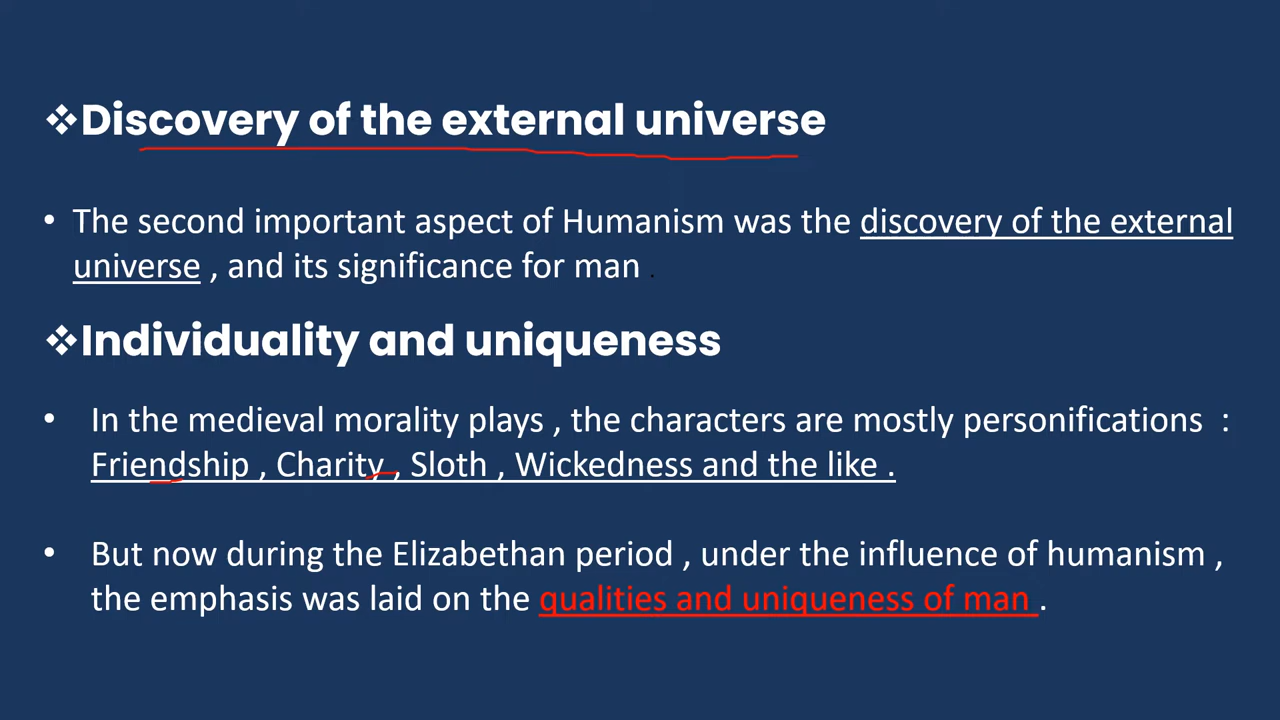 ❖Discovery of the external universe
• The second important aspect of Humanism was the discovery of the external
universe , and its significance for man .
❖Individuality and uniqueness
• In the medieval morality plays , the characters are mostly personifications :
Friendship , Charity , Sloth , Wickedness and the like .
• But now during the Elizabethan period , under the influence of humanism ,
the emphasis was laid on the qualities and uniqueness of man .